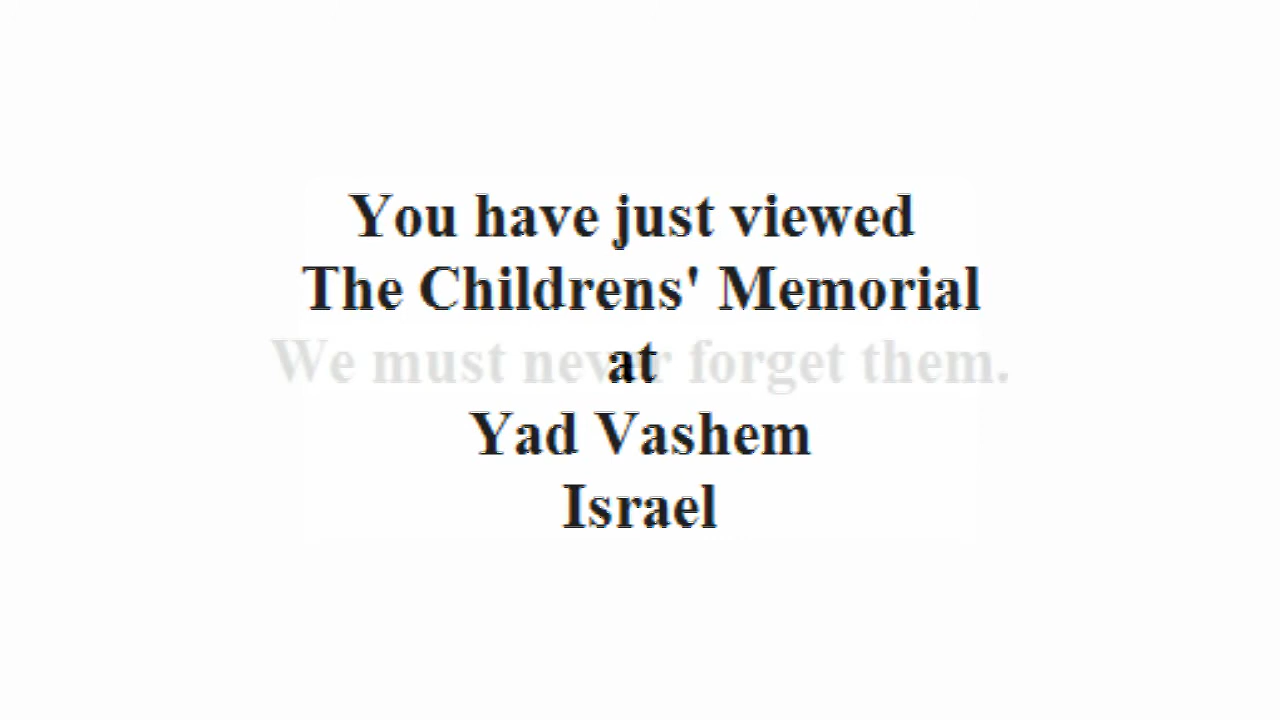 You have just viewed
The Childrens' Memorial
at
We must never forget them.
Yad Vashem
Israel